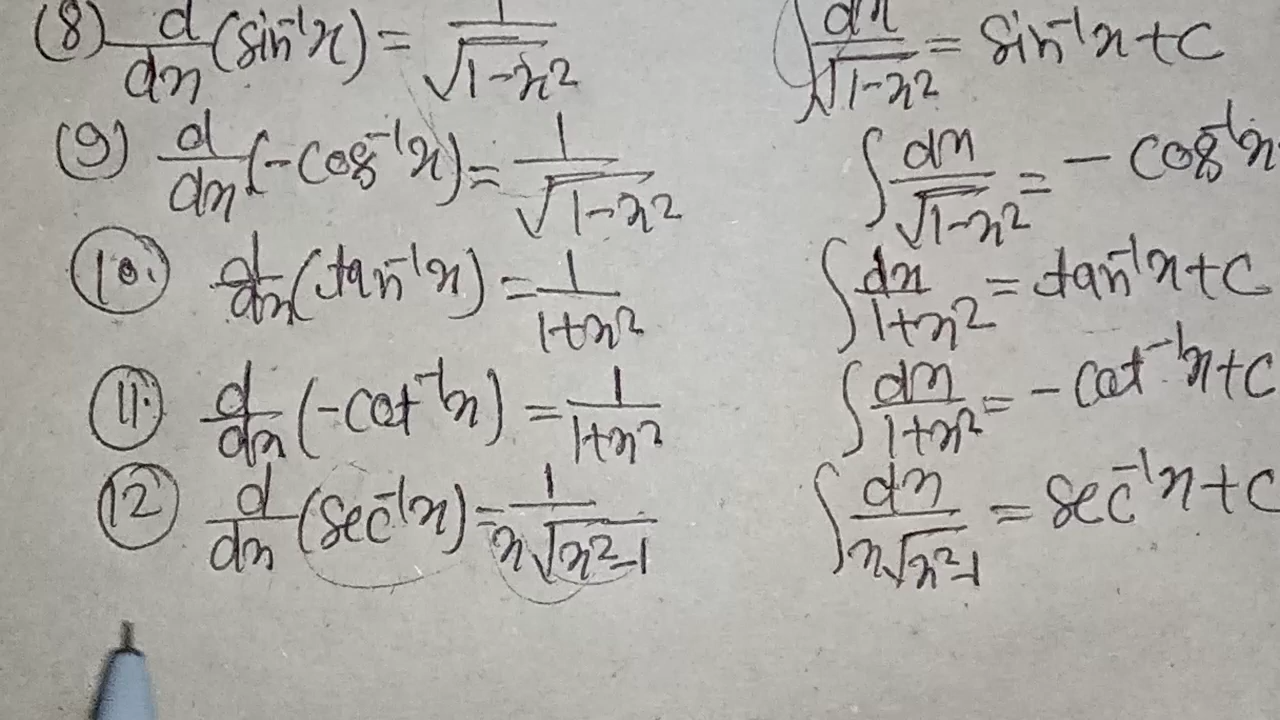 (8) d/dx (sin⁻¹x) = 1/√1-x² ∫dx/√1-x² = sin⁻¹x+c
(9) d/dx (-cos⁻¹x) = 1/√1-x² ∫dx/√1-x² = - cos⁻¹x
10. d/dx (tan⁻¹x) = 1/1+x² ∫dx/1+x² = tan⁻¹x+c
11. d/dx (-cot⁻¹x) = 1/1+x² ∫dx/1+x² = -cot⁻¹x+c
12 d/dx (sec⁻¹x) = 1/x√x²-1 ∫dx/x√x²-1 = sec⁻¹x+c